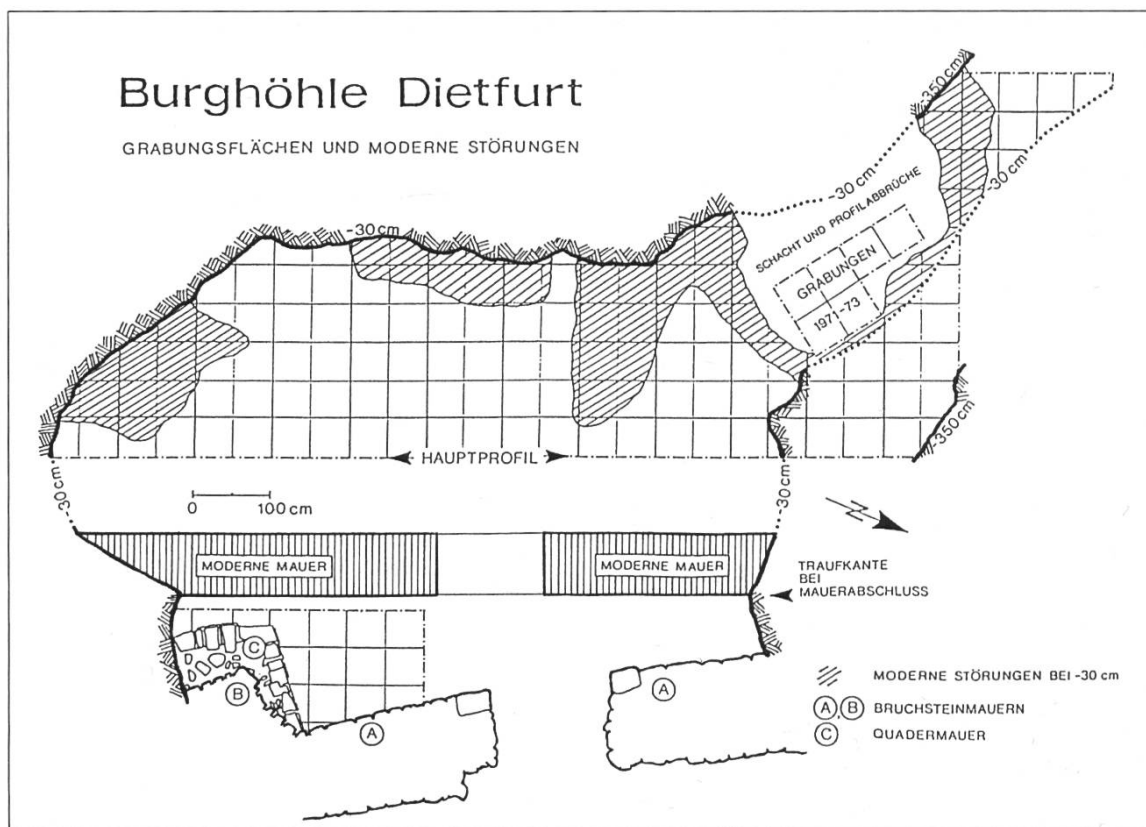 Burghöhle Dietfurt
GRABUNGSFLÄCHEN UND MODERNE STÖRUNGEN
-350 cm
-30 cm
-30 cm
-30 cm
SCHACHT UND PROFILABBRÜCHE
GRABUNGEN
1971-73
-350 cm
HAUPTPROFIL
-30 cm
-30 cm
0 100 cm
N
MODERNE MAUER
MODERNE MAUER
TRAUFKANTE
BEI
MAUERABSCHLUSS
C
B
A
A
MODERNE STÖRUNGEN BEI -30 cm
A, B BRUCHSTEINMAUERN
C QUADERMAUER